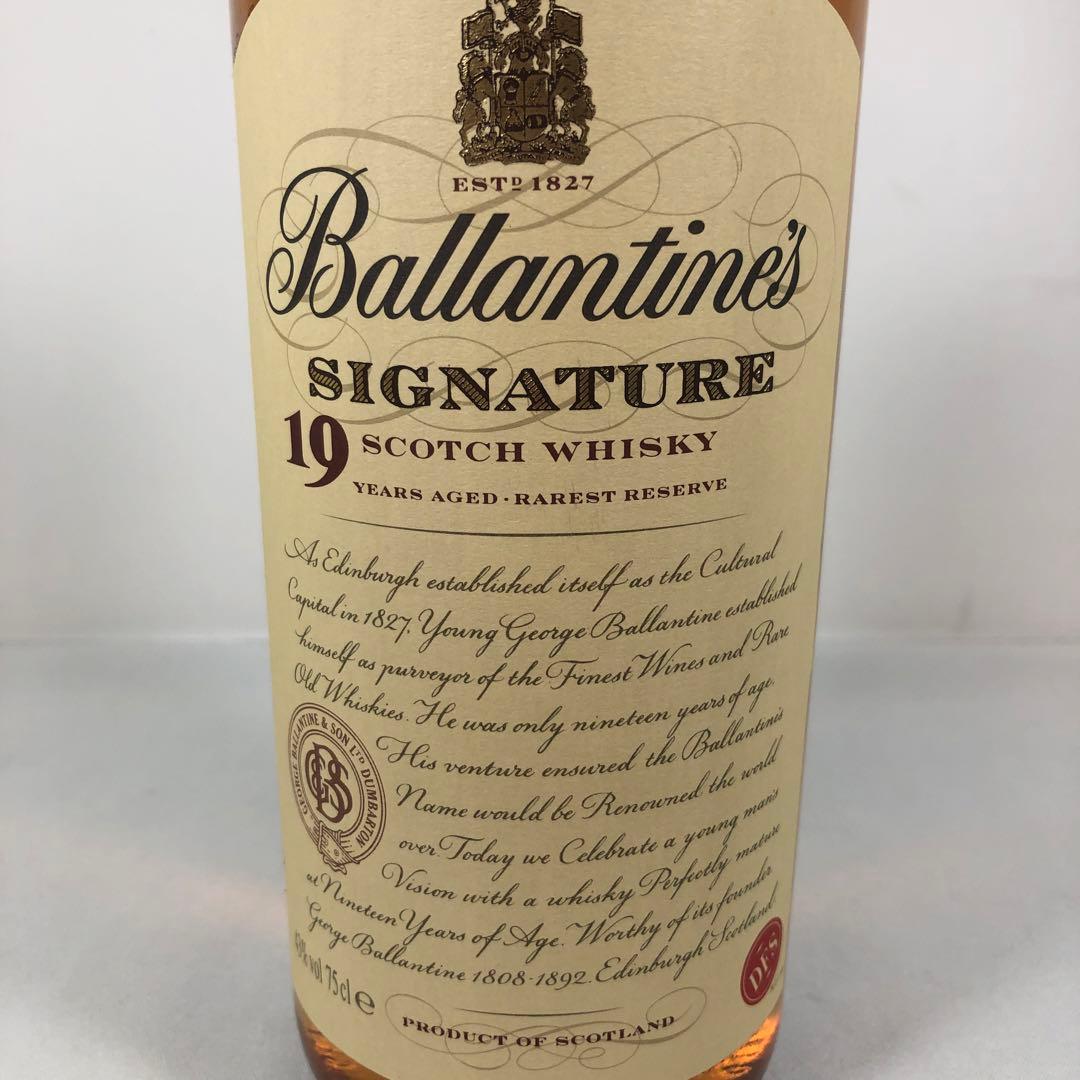 ESTD 1827
Ballantine's
SIGNATURE
19 SCOTCH WHISKY
YEARS AGED · RAREST RESERVE
As Edinburgh established itself as the Cultural
Capital in 1827, Young George Ballantine established
himself as purveyor of the Finest Wines and Rare
Old Whiskies. He was only nineteen years of age.
His venture ensured the Ballantine's
Name would be Renowned the world
over. Today we Celebrate a young man's
Vision with a whisky Perfectly mature
at Nineteen Years of Age. Worthy of its founder
George Ballantine 1808-1892. Edinburgh Scotland.
GEORGE BALLANTINE & SON LTD DUMBARTON
GBS
43% vol 75cl e
DFS
PRODUCT OF SCOTLAND